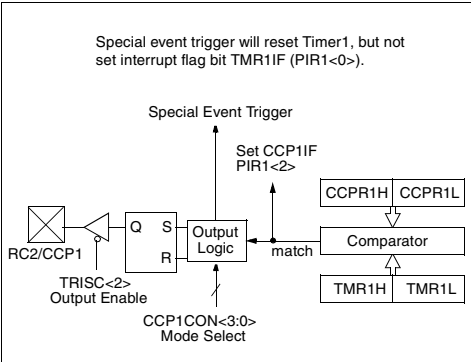 Special event trigger will reset Timer1, but not
set interrupt flag bit TMR1IF (PIR1<0>).
Special Event Trigger
Set CCP1IF
PIR1<2>
CCPR1H CCPR1L
Q S
R
Output
Logic
match
Comparator
RC2/CCP1
TRISC<2>
Output Enable
TMR1H TMR1L
CCP1CON<3:0>
Mode Select